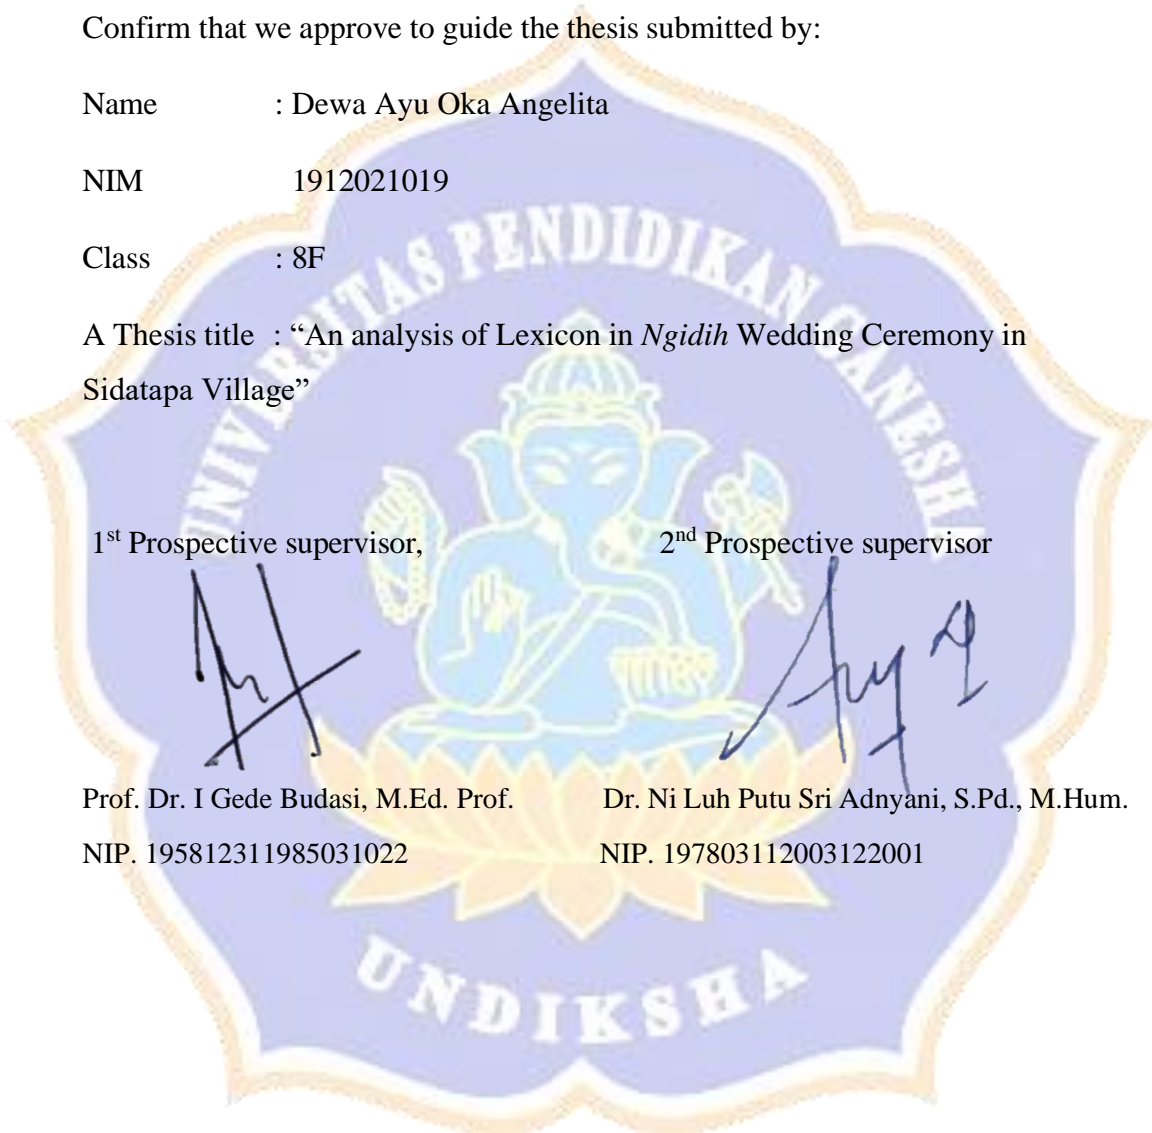 Confirm that we approve to guide the thesis submitted by:
Name : Dewa Ayu Oka Angelita
NIM 1912021019
Class : 8F
A Thesis title : “An analysis of Lexicon in Ngidih Wedding Ceremony in
Sidatapa Village”
UNIVERSITAS PENDIDIKAN GANESHA
1st Prospective supervisor, 2nd Prospective supervisor
Prof. Dr. I Gede Budasi, M.Ed. Prof. Dr. Ni Luh Putu Sri Adnyani, S.Pd., M.Hum.
NIP. 195812311985031022 NIP. 197803112003122001
UNDIKSHA